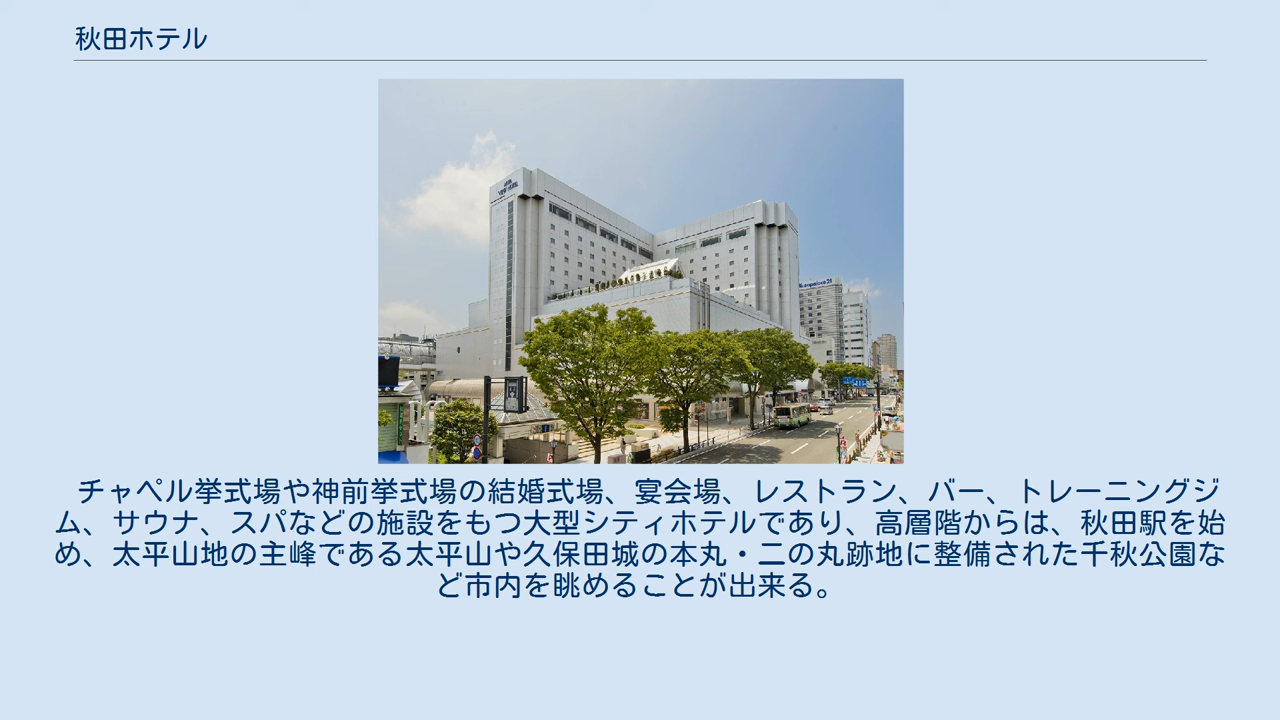 秋田ホテル
チャペル挙式場や神前挙式場の結婚式場、宴会場、レストラン、バー、トレーニングジ
ム、サウナ、スパなどの施設をもつ大型シティホテルであり、高層階からは、秋田駅を始
め、太平山地の主峰である太平山や久保田城の本丸・二の丸跡地に整備された千秋公園な
ど市内を眺めることが出来る。